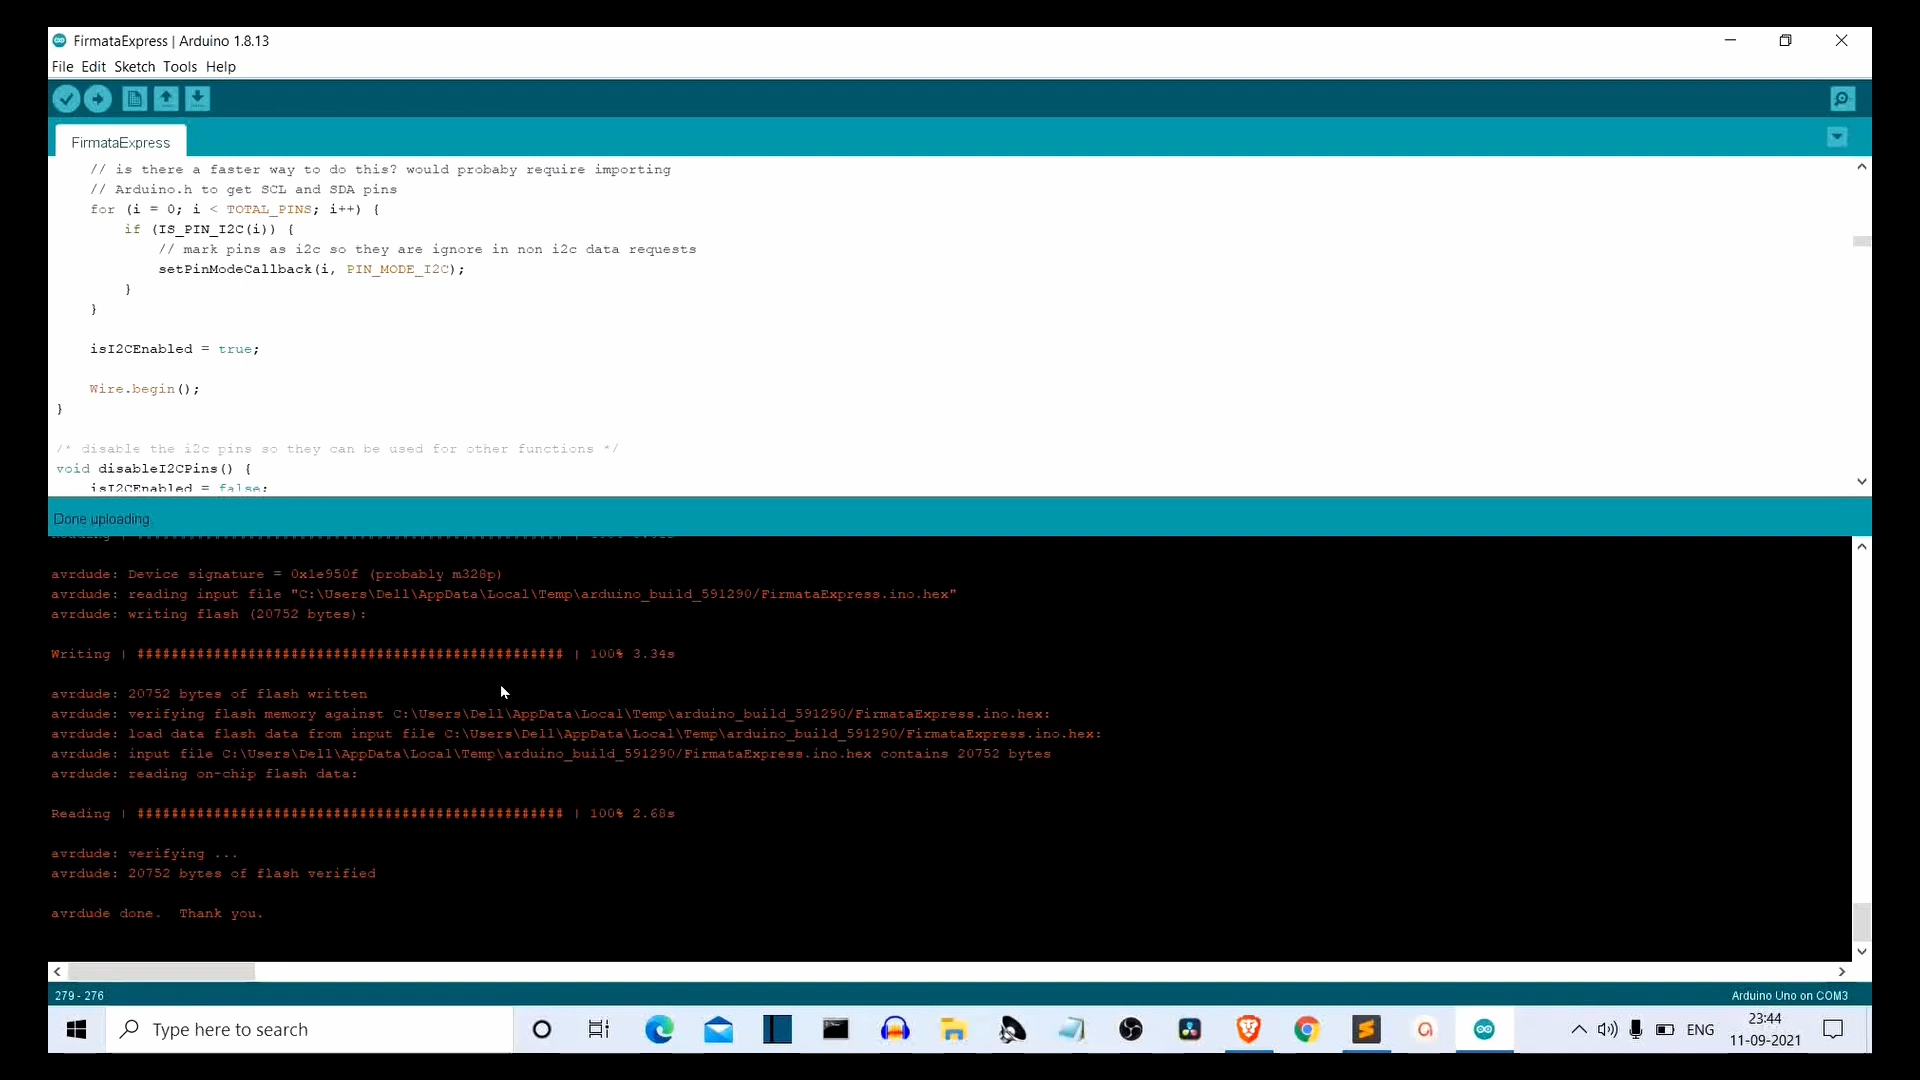 FirmataExpress | Arduino 1.8.13
File Edit Sketch Tools Help
FirmataExpress
// is there a faster way to do this? would probaby require importing
// Arduino.h to get SCL and SDA pins
for (i = 0; i < TOTAL_PINS; i++) {
if (IS_PIN_I2C(i)) {
// mark pins as i2c so they are ignore in non i2c data requests
setPinModeCallback(i, PIN_MODE_I2C);
}
}
isI2CEnabled = true;
Wire.begin();
}
/* disable the i2c pins so they can be used for other functions */
void disableI2CPins() {
isI2CEnabled = false;
Done uploading.
avrdude: Device signature = 0x1e950f (probably m328p)
avrdude: reading input file "C:\Users\Dell\AppData\Local\Temp\arduino_build_591290/FirmataExpress.ino.hex"
avrdude: writing flash (20752 bytes):
Writing | ################################################## | 100% 3.34s
avrdude: 20752 bytes of flash written
avrdude: verifying flash memory against C:\Users\Dell\AppData\Local\Temp\arduino_build_591290/FirmataExpress.ino.hex:
avrdude: load data flash data from input file C:\Users\Dell\AppData\Local\Temp\arduino_build_591290/FirmataExpress.ino.hex:
avrdude: input file C:\Users\Dell\AppData\Local\Temp\arduino_build_591290/FirmataExpress.ino.hex contains 20752 bytes
avrdude: reading on-chip flash data:
Reading | ################################################## | 100% 2.68s
avrdude: verifying ...
avrdude: 20752 bytes of flash verified
avrdude done.  Thank you.
279 - 276
Arduino Uno on COM3
Type here to search
ENG
23:44
11-09-2021